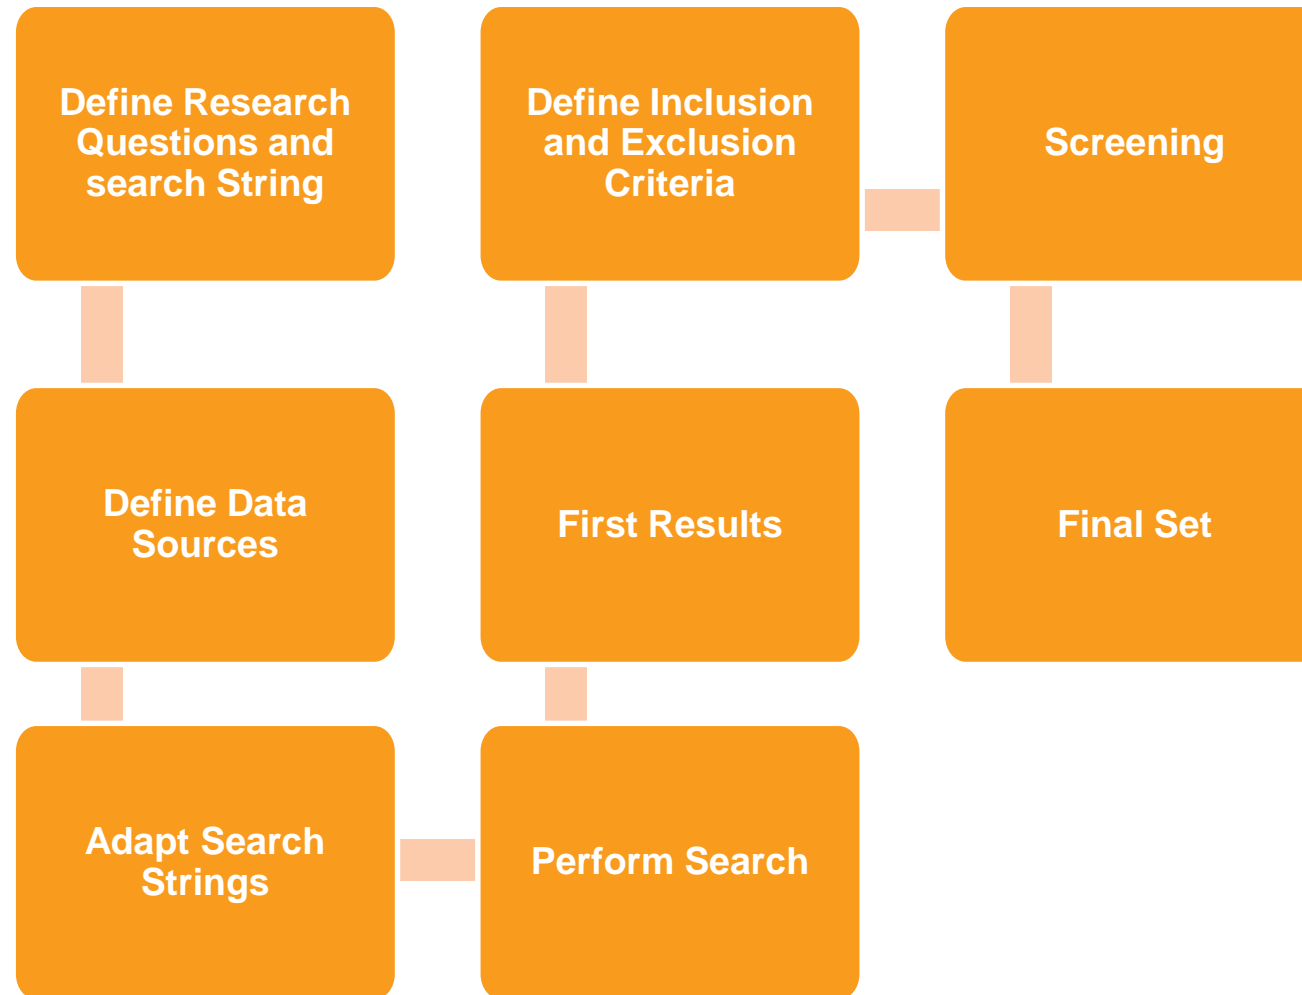 Define Research
Questions and
search String
Define Data
Sources
Adapt Search
Strings
Perform Search
First Results
Define Inclusion
and Exclusion
Criteria
Screening
Final Set